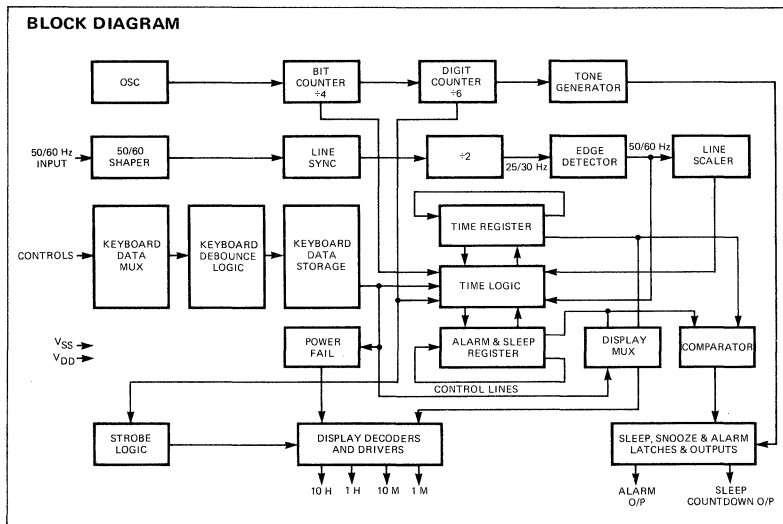 BLOCK DIAGRAM
OSC
BIT
COUNTER
÷4
DIGIT
COUNTER
÷6
TONE
GENERATOR
50/60 Hz
INPUT
50/60
SHAPER
LINE
SYNC
÷2
25/30 Hz
EDGE
DETECTOR
50/60 Hz
LINE
SCALER
CONTROLS
KEYBOARD
DATA
MUX
KEYBOARD
DEBOUNCE
LOGIC
KEYBOARD
DATA
STORAGE
TIME REGISTER
TIME LOGIC
VSS
VDD
POWER
FAIL
ALARM & SLEEP
REGISTER
DISPLAY
MUX
COMPARATOR
CONTROL LINES
STROBE
LOGIC
DISPLAY DECODERS
AND DRIVERS
SLEEP, SNOOZE & ALARM
LATCHES & OUTPUTS
10 H
1 H
10 M
1 M
ALARM
O/P
SLEEP
COUNTDOWN O/P